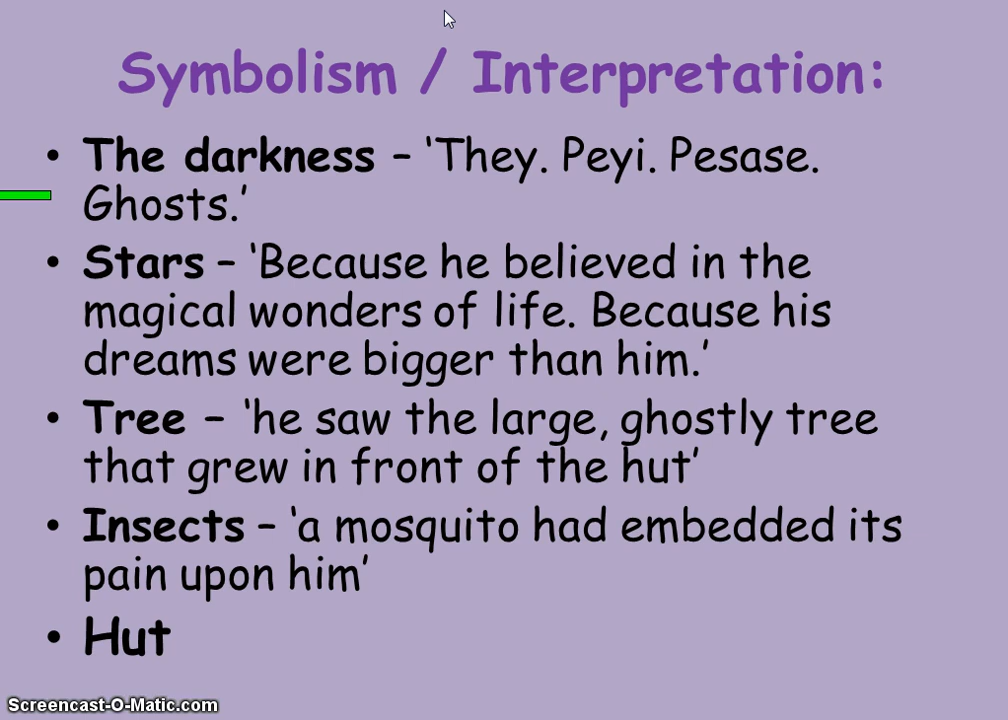 Symbolism / Interpretation:
• The darkness – ‘They. Peyi. Pesase.
Ghosts.’
• Stars – ‘Because he believed in the
magical wonders of life. Because his
dreams were bigger than him.’
• Tree – ‘he saw the large, ghostly tree
that grew in front of the hut’
• Insects – ‘a mosquito had embedded its
pain upon him’
• Hut
Screencast-O-Matic.com